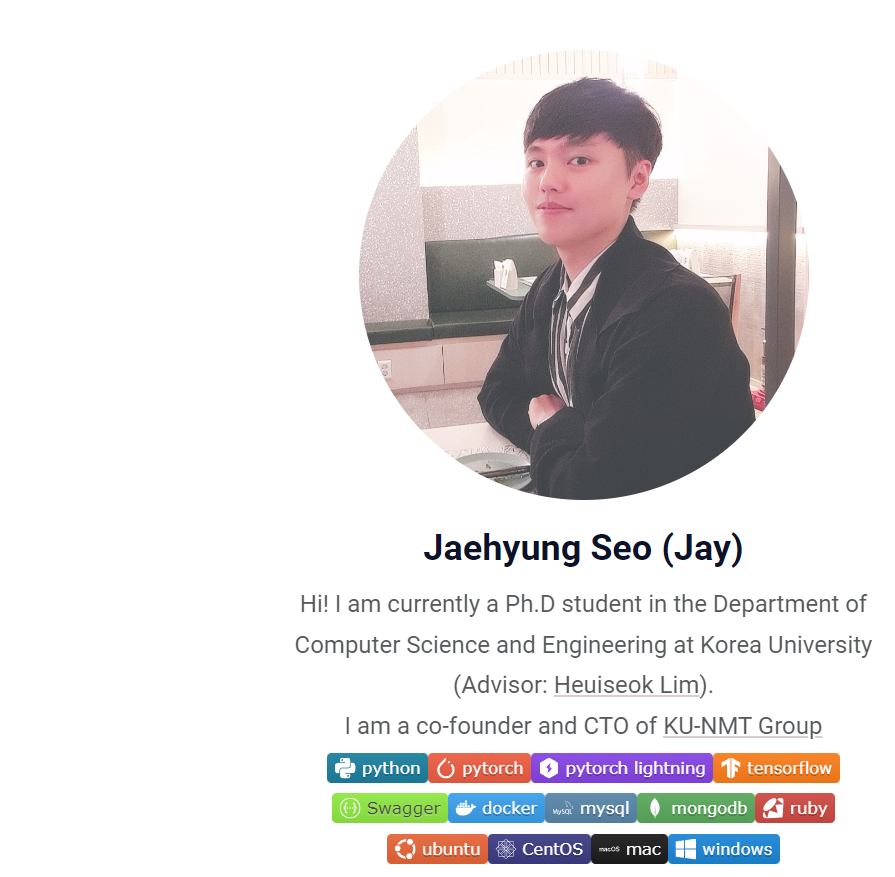 Jaehyung Seo (Jay)
Hi! I am currently a Ph.D student in the Department of
Computer Science and Engineering at Korea University
(Advisor: Heuiseok Lim).
I am a co-founder and CTO of KU-NMT Group
python pytorch pytorch lightning tensorflow
Swagger MySQL docker mysql mongodb ruby
ubuntu CentOS macOS mac windows